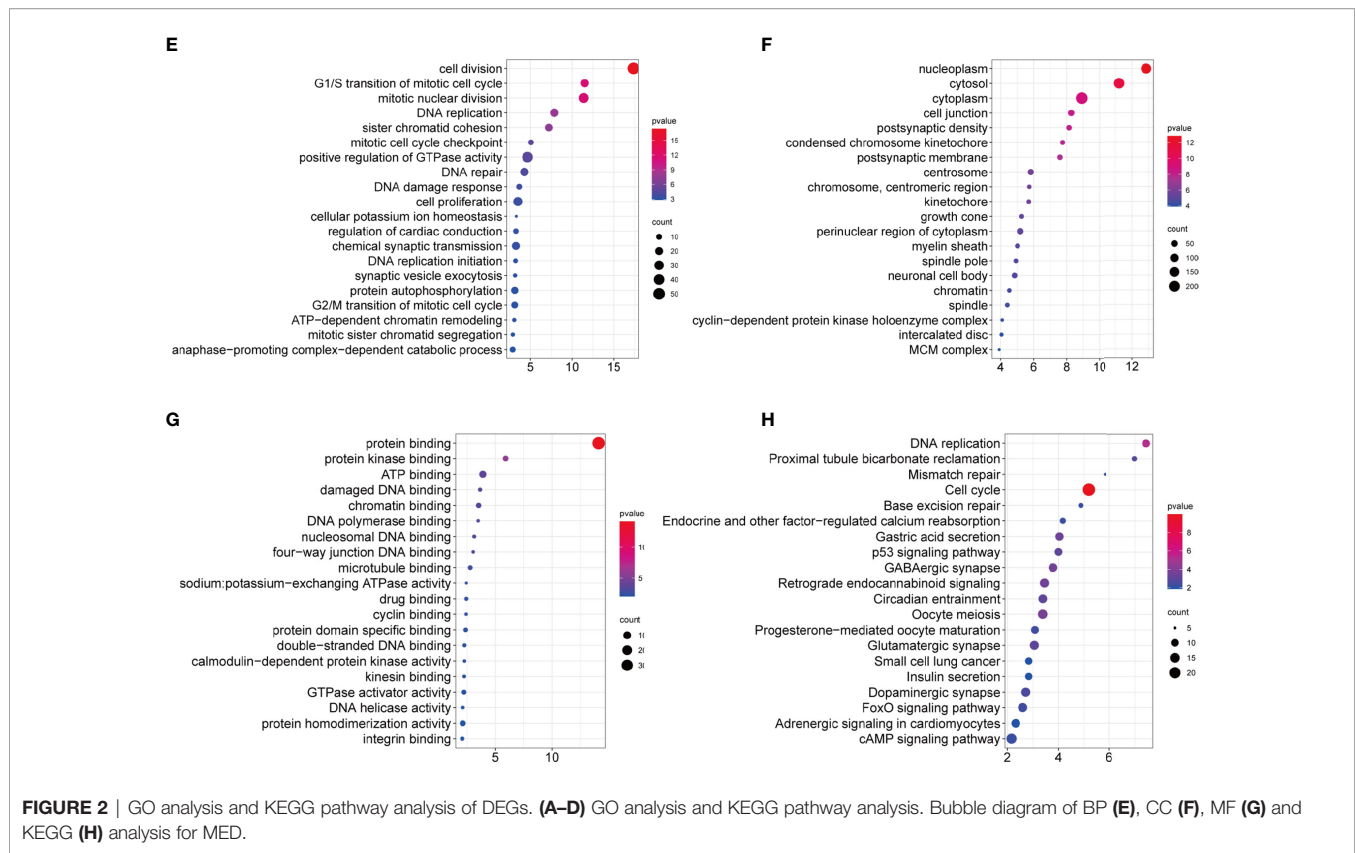 E
cell division
G1/S transition of mitotic cell cycle
mitotic nuclear division
DNA replication
sister chromatid cohesion
mitotic cell cycle checkpoint
positive regulation of GTPase activity
DNA repair
DNA damage response
cell proliferation
cellular potassium ion homeostasis
regulation of cardiac conduction
chemical synaptic transmission
DNA replication initiation
synaptic vesicle exocytosis
protein autophosphorylation
G2/M transition of mitotic cell cycle
ATP−dependent chromatin remodeling
mitotic sister chromatid segregation
anaphase−promoting complex−dependent catabolic process
5 10 15
pvalue
15
12
9
6
3
count
10
20
30
40
50
F
nucleoplasm
cytosol
cytoplasm
cell junction
postsynaptic density
condensed chromosome kinetochore
postsynaptic membrane
centrosome
chromosome, centromeric region
kinetochore
growth cone
perinuclear region of cytoplasm
myelin sheath
spindle pole
neuronal cell body
chromatin
spindle
cyclin−dependent protein kinase holoenzyme complex
intercalated disc
MCM complex
4 6 8 10 12
pvalue
12
10
8
6
4
count
50
100
150
200
G
protein binding
protein kinase binding
ATP binding
damaged DNA binding
chromatin binding
DNA polymerase binding
nucleosomal DNA binding
four−way junction DNA binding
microtubule binding
sodium:potassium−exchanging ATPase activity
drug binding
cyclin binding
protein domain specific binding
double−stranded DNA binding
calmodulin−dependent protein kinase activity
kinesin binding
GTPase activator activity
DNA helicase activity
protein homodimerization activity
integrin binding
5 10
pvalue
5
count
H
DNA replication
Proximal tubule bicarbonate reclamation
Mismatch repair
Cell cycle
Base excision repair
Endocrine and other factor−regulated calcium reabsorption
Gastric acid secretion
p53 signaling pathway
GABAergic synapse
Retrograde endocannabinoid signaling
Circadian entrainment
Oocyte meiosis
Progesterone−mediated oocyte maturation
Glutamatergic synapse
Small cell lung cancer
Insulin secretion
Dopaminergic synapse
FoxO signaling pathway
Adrenergic signaling in cardiomyocytes
cAMP signaling pathway
2 4 6
pvalue
8
6
4
2
count
5
10
15
20
FIGURE 2 | GO analysis and KEGG pathway analysis of DEGs. (A–D) GO analysis and KEGG pathway analysis. Bubble diagram of BP (E), CC (F), MF (G) and
KEGG (H) analysis for MED.